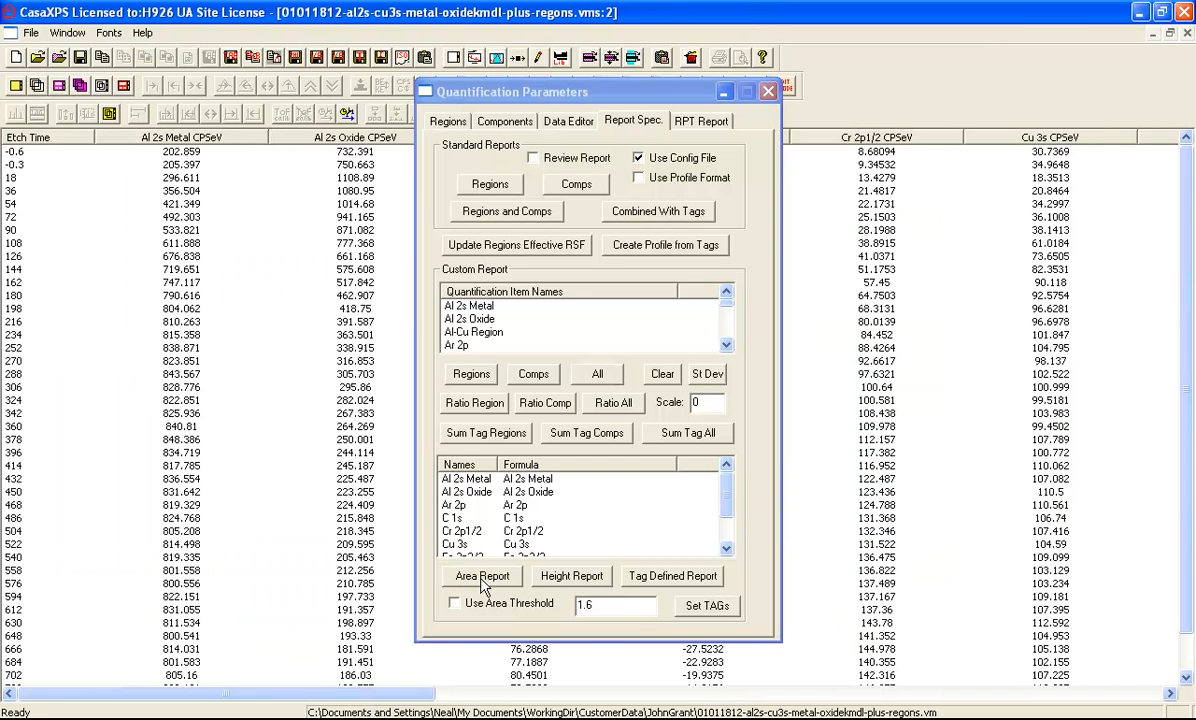 CasaXPS Licensed to:H926 UA Site License - [01011812-al2s-cu3s-metal-oxidekmdl-plus-regons.vms:2]
File Window Fonts Help
Etch Time Al 2s Metal CPSeV Al 2s Oxide CPSeV
-0.6 202.859 732.391
-0.3 205.397 750.663
18 296.611 1108.89
36 356.504 1080.95
54 421.349 1014.68
72 492.303 941.165
90 533.821 871.082
108 611.888 777.368
126 676.838 661.168
144 719.651 575.608
162 747.117 517.842
180 790.616 462.907
198 804.062 418.75
216 810.263 391.587
234 815.358 363.501
252 838.871 338.915
270 823.851 316.853
288 843.567 305.703
306 828.776 295.86
324 822.821 282.024
342 825.936 267.383
360 840.81 264.269
378 848.386 250.001
396 834.719 244.114
414 817.785 245.187
432 836.554 225.487
450 831.642 223.255
468 819.329 224.409
486 824.768 215.848
504 805.208 218.345
522 814.498 209.595
540 819.335 205.463
558 801.558 212.256
576 800.556 210.785
594 822.151 197.733
612 831.055 191.357
630 811.532 188.649
648 800.541 193.33
666 814.031 181.591 76.2868 -27.5232
684 801.583 191.451 77.1887 -22.9283
702 805.16 186.03 80.4501 -19.9375
Quantification Parameters
Regions Components Data Editor Report Spec. RPT Report
Standard Reports
Review Report Use Config File
Use Profile Format
Regions Comps
Regions and Comps Combined With Tags
Update Regions Effective RSF Create Profile from Tags
Custom Report
Quantification Item Names
Al 2s Metal
Al 2s Oxide
Al-Cu Region
Ar 2p
Regions Comps All Clear St Dev
Ratio Region Ratio Comp Ratio All Scale: 0
Sum Tag Regions Sum Tag Comps Sum Tag All
Names Formula
Al 2s Metal Al 2s Metal
Al 2s Oxide Al 2s Oxide
Ar 2p Ar 2p
C 1s C 1s
Cr 2p1/2 Cr 2p1/2
Cu 3s Cu 3s
Area Report Height Report Tag Defined Report
Use Area Threshold 1.6 Set TAGs
Cr 2p1/2 CPSeV Cu 3s CPSeV
8.68094 30.7369
9.34532 34.9648
13.4279 18.3513
21.4817 20.8464
22.1731 34.2997
25.1503 36.1008
28.1988 38.1413
38.8915 61.0184
41.0371 73.6505
51.1753 82.3531
57.45 90.118
64.7503 92.5754
68.3131 96.6281
80.0139 96.6978
84.452 104.795
88.4264 104.795
92.6617 98.137
97.6321 102.522
100.64 100.999
100.581 99.5181
108.438 103.983
109.978 99.4502
112.157 107.789
116.952 110.052
122.487 107.082
123.436 110.5
124.788 110.561
131.368 106.74
132.316 107.416
131.522 104.59
136.475 109.099
137.489 103.154
137.163 109.181
137.36 109.395
143.78 112.592
141.352 104.953
144.978 105.138
140.355 102.155
142.316 107.225
Ready C:\Documents and Settings\Neal\My Documents\WorkingDir\CustomerData\JohnGrant\01011812-al2s-cu3s-metal-oxidekmdl-plus-regons.vm